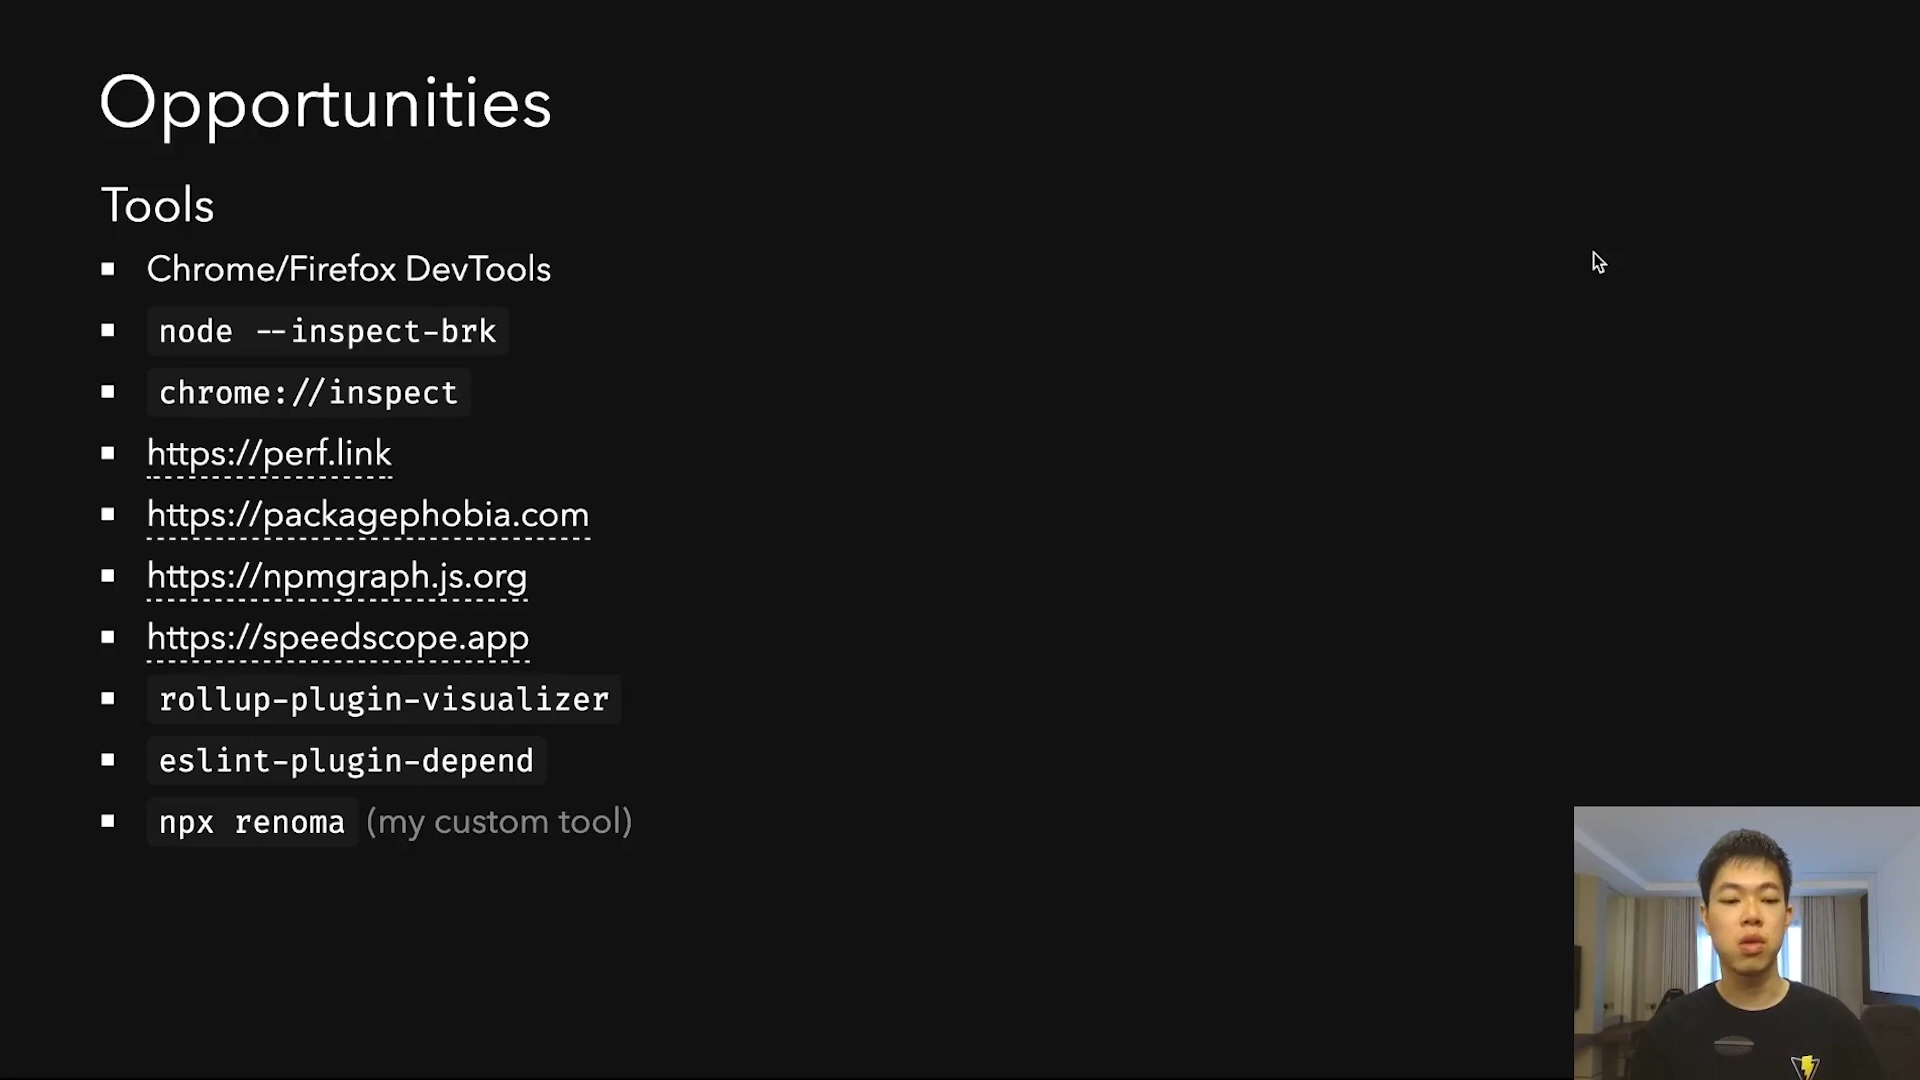 Opportunities
Tools
Chrome/Firefox DevTools
node --inspect-brk
chrome://inspect
https://perf.link
https://packagephobia.com
https://npmgraph.js.org
https://speedscope.app
rollup-plugin-visualizer
eslint-plugin-depend
npx renoma (my custom tool)